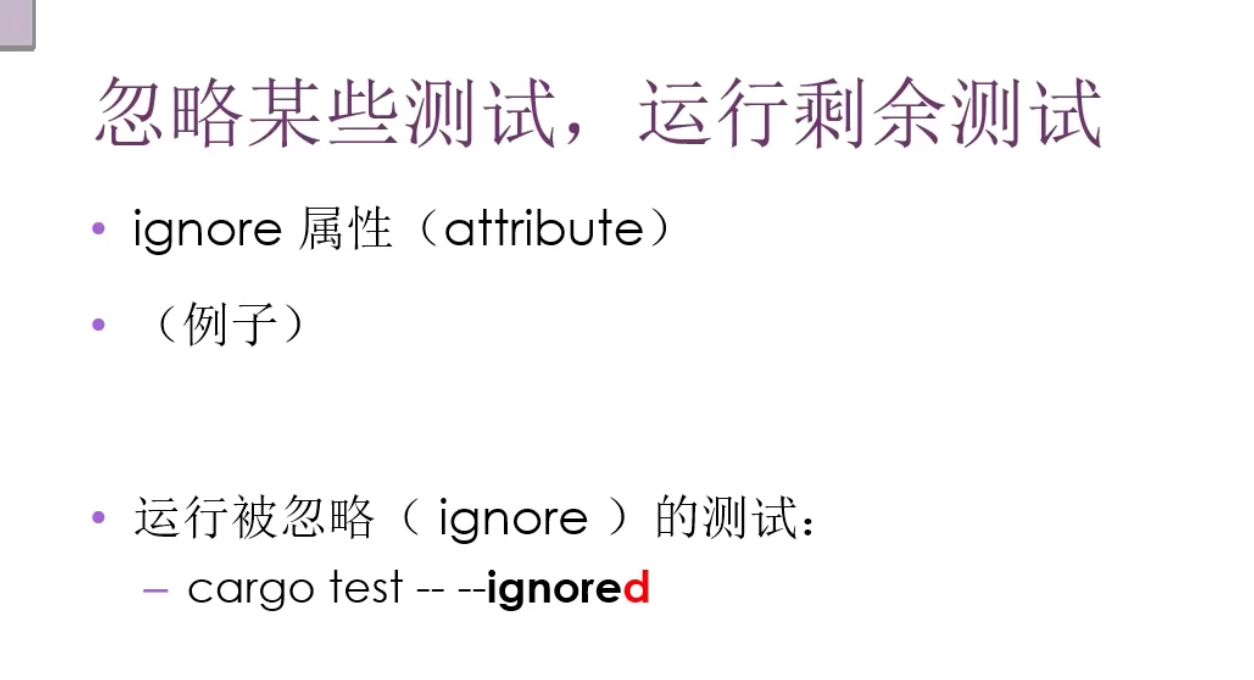 忽略某些测试，运行剩余测试
• ignore 属性（attribute）
• （例子）
• 运行被忽略（ ignore ）的测试：
– cargo test -- --ignored